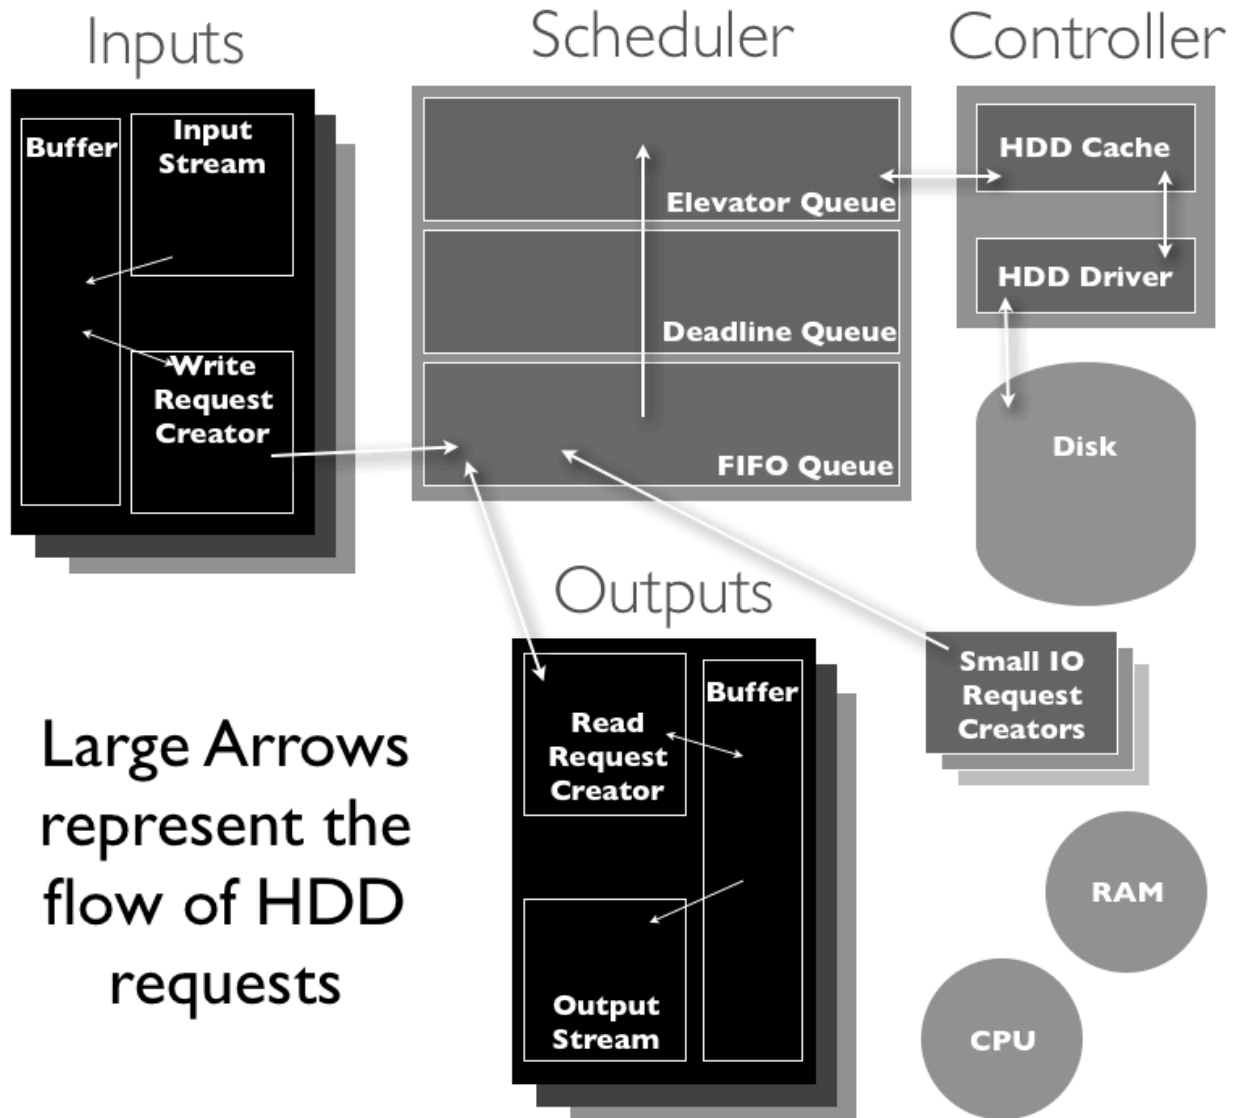 Inputs
Scheduler
Controller
Buffer
Input
Stream
Write
Request
Creator
Elevator Queue
Deadline Queue
FIFO Queue
HDD Cache
HDD Driver
Disk
Outputs
Read
Request
Creator
Buffer
Output
Stream
Small IO
Request
Creators
RAM
CPU
Large Arrows
represent the
flow of HDD
requests